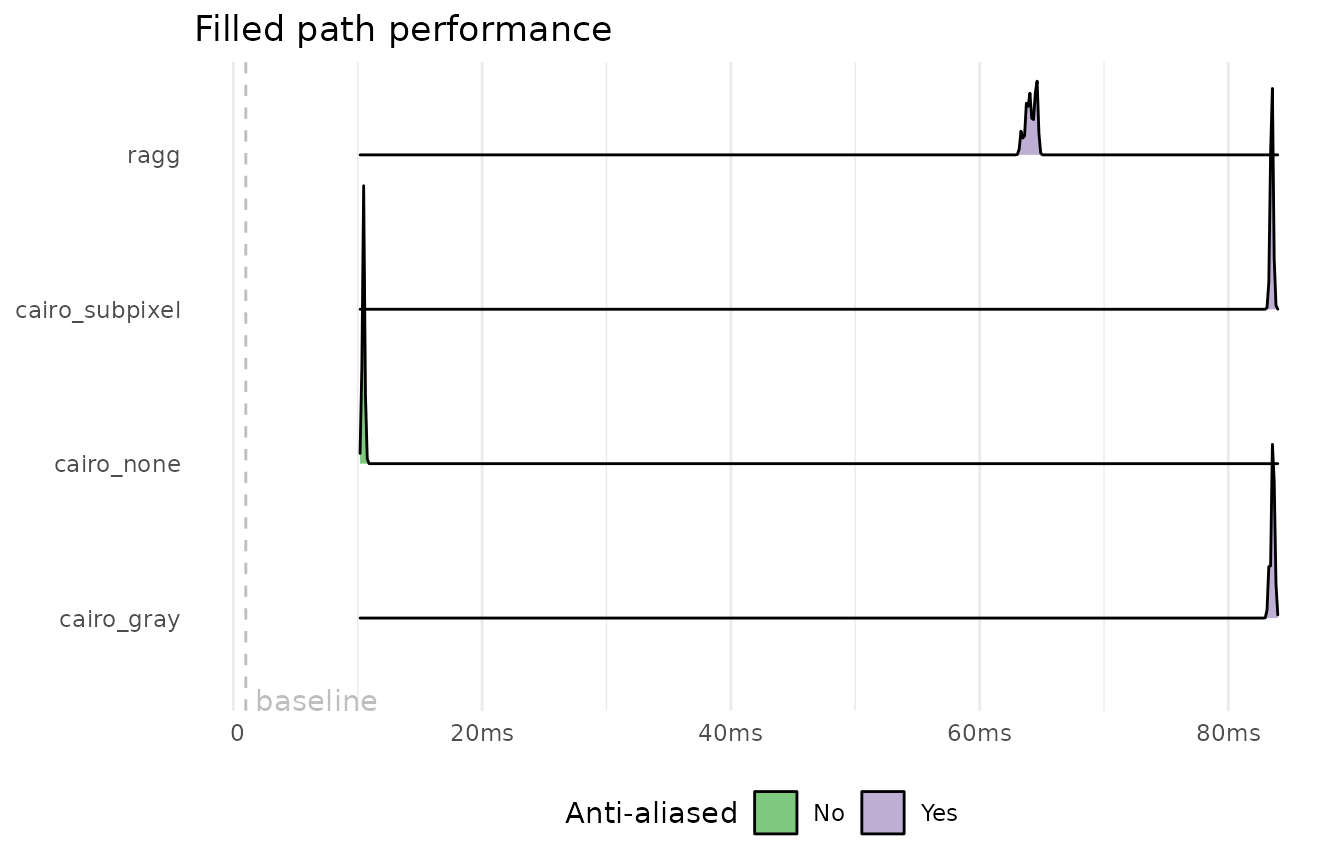 Filled path performance
ragg
cairo_subpixel
cairo_none
cairo_gray
baseline
0 20ms 40ms 60ms 80ms
Anti-aliased No Yes